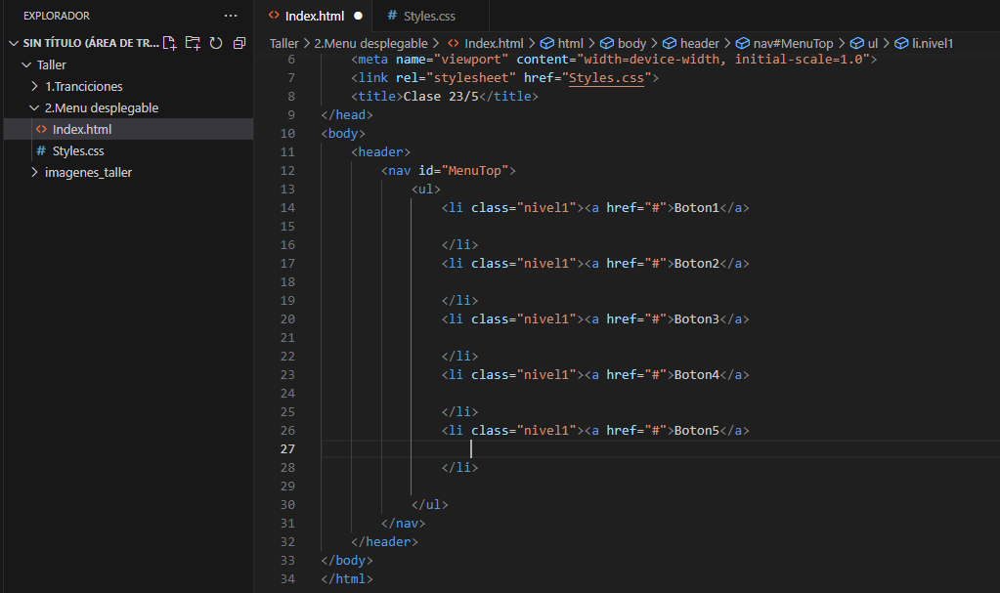 EXPLORADOR ···
SIN TÍTULO (ÁREA DE TR...
Taller
1.Tranciones
2.Menu desplegable
Index.html
# Styles.css
imagenes_taller
Index.html
# Styles.css
Taller > 2.Menu desplegable > Index.html > html > body > header > nav#MenuTop > ul > li.nivel1
6 <meta name="viewport" content="width=device-width, initial-scale=1.0">
7 <link rel="stylesheet" href="Styles.css">
8 <title>Clase 23/5</title>
9 </head>
10 <body>
11 <header>
12 <nav id="MenuTop">
13 <ul>
14 <li class="nivel1"><a href="#">Boton1</a>
15
16 </li>
17 <li class="nivel1"><a href="#">Boton2</a>
18
19 </li>
20 <li class="nivel1"><a href="#">Boton3</a>
21
22 </li>
23 <li class="nivel1"><a href="#">Boton4</a>
24
25 </li>
26 <li class="nivel1"><a href="#">Boton5</a>
27
28 </li>
29
30 </ul>
31 </nav>
32 </header>
33 </body>
34 </html>